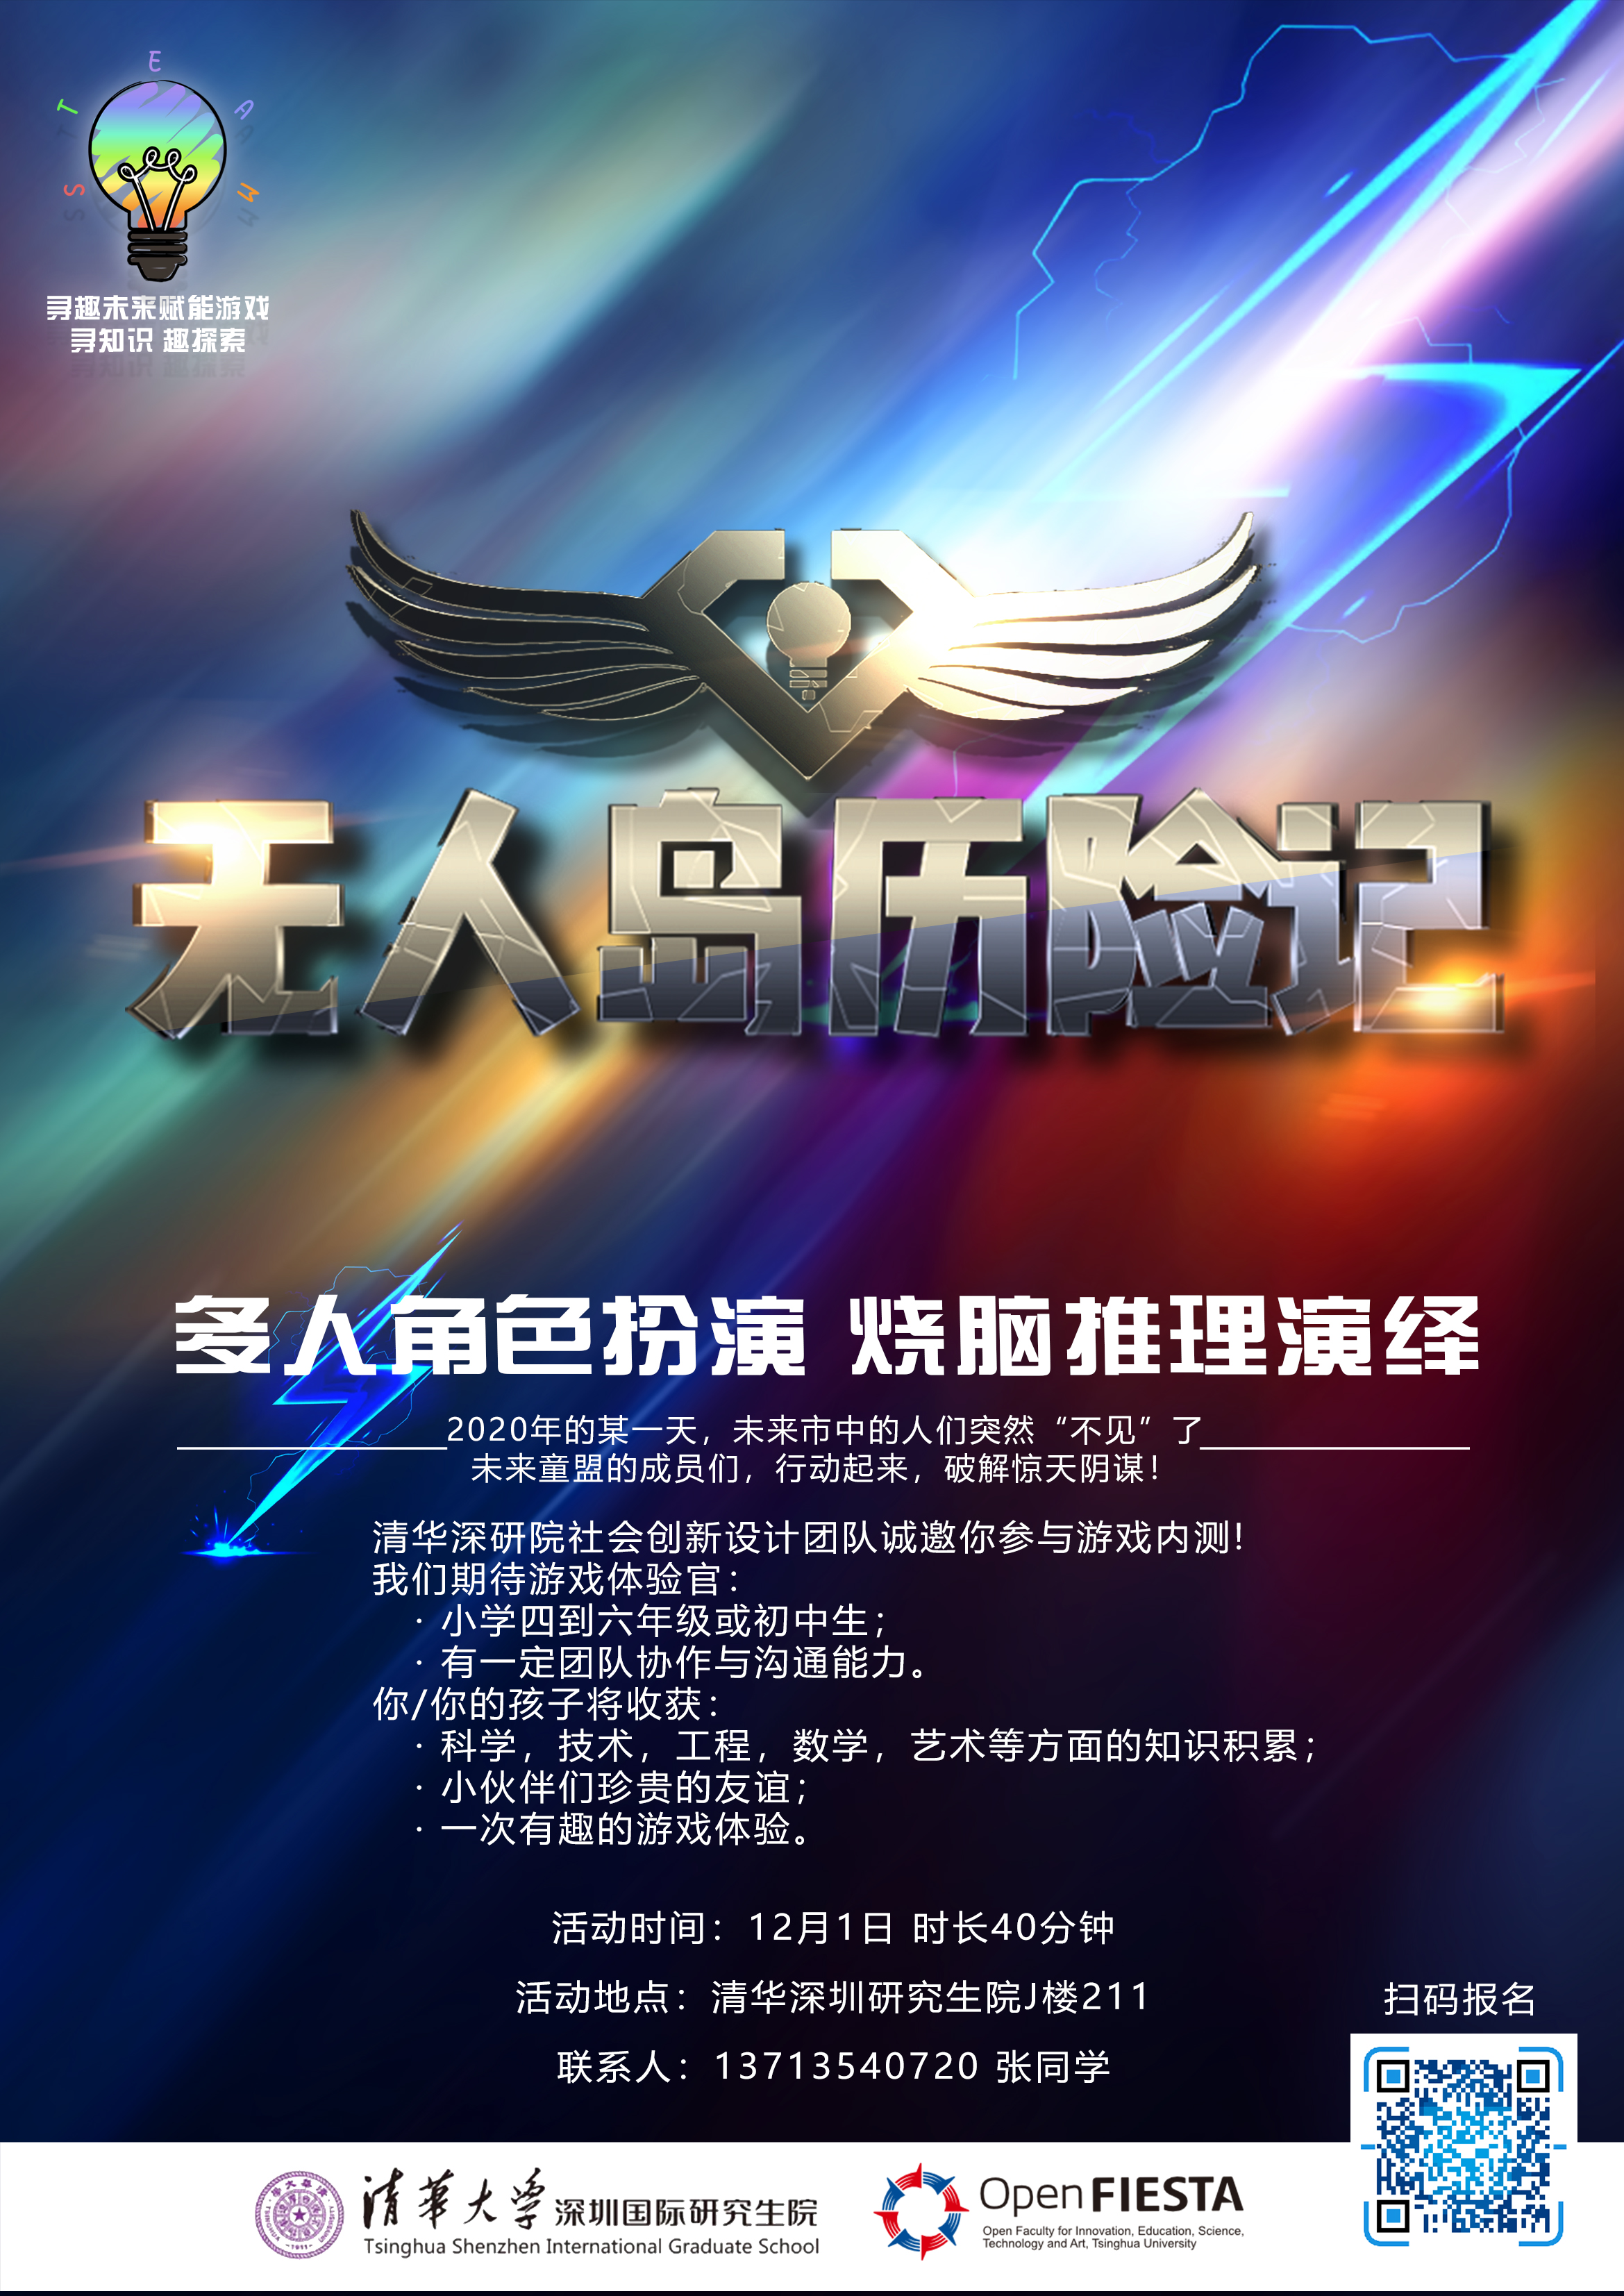 S T E A M
寻趣未来赋能游戏
寻知识 趣探索
无人岛历险记
多人角色扮演 烧脑推理演绎
2020年的某一天，未来市中的人们突然“不见”了
未来童盟的成员们，行动起来，破解惊天阴谋！
清华深研院社会创新设计团队诚邀你参与游戏内测！
我们期待游戏体验官：
· 小学四到六年级或初中生；
· 有一定团队协作与沟通能力。
你/你的孩子将收获：
· 科学，技术，工程，数学，艺术等方面的知识积累；
· 小伙伴们珍贵的友谊；
· 一次有趣的游戏体验。
活动时间：12月1日 时长40分钟
活动地点：清华深圳研究生院J楼211
联系人：13713540720 张同学
扫码报名
清華大学深圳国际研究生院
Tsinghua Shenzhen International Graduate School
Open FIESTA
Open Faculty for Innovation, Education, Science,
Technology and Art, Tsinghua University